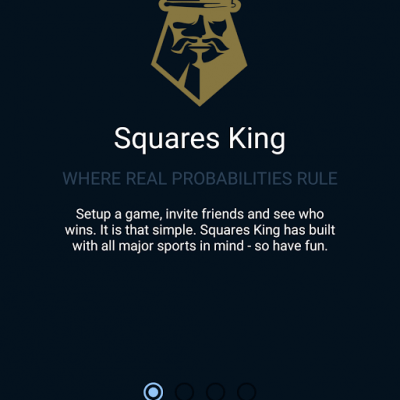 Squares King
WHERE REAL PROBABILITIES RULE
Setup a game, invite friends and see who
wins. It is that simple. Squares King has built
with all major sports in mind - so have fun.